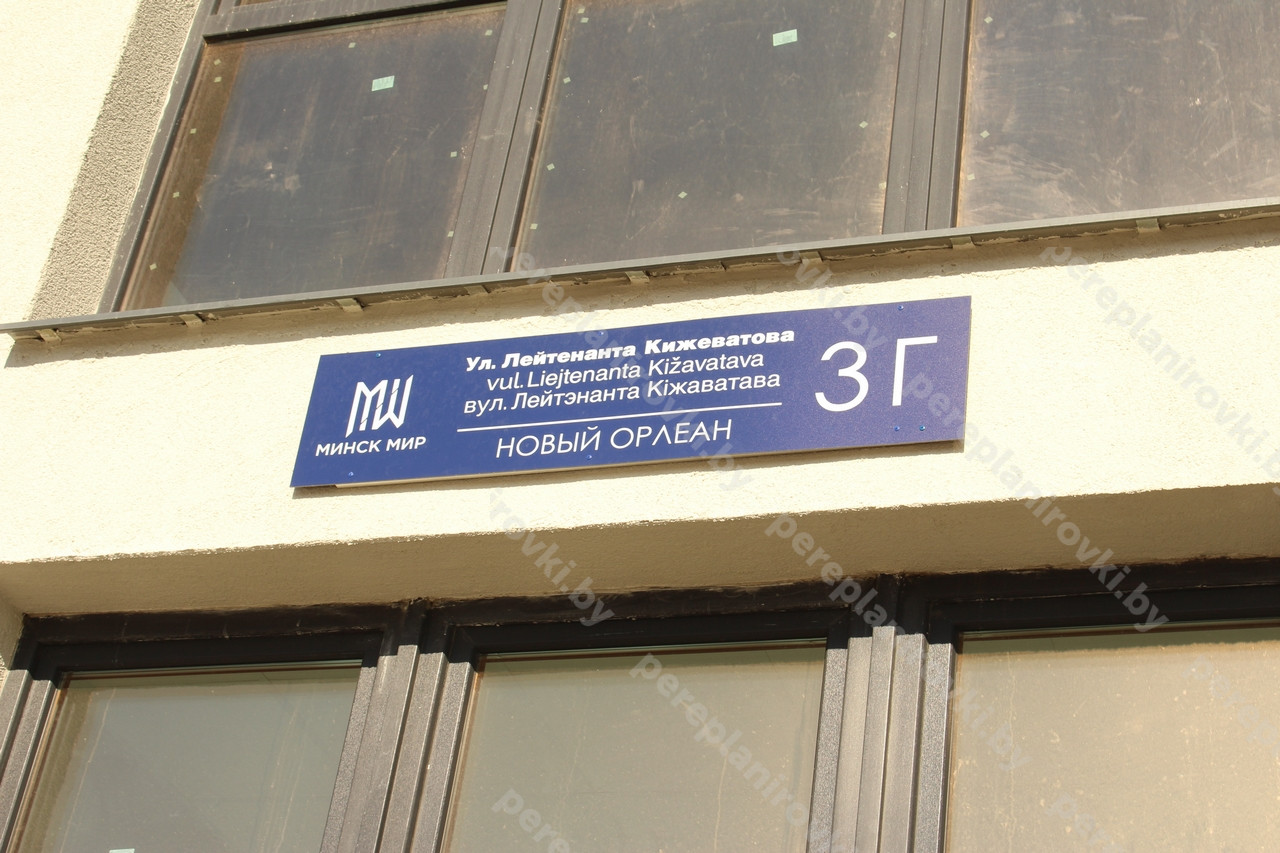 Ул. Лейтенанта Кижеватова
vul. Liejtenanta Kižavatava
вул. Лейтэнанта Кіжаватава
НОВЫЙ ОРЛЕАН
МИНСК МИР
3Г
pereplanirovki.by